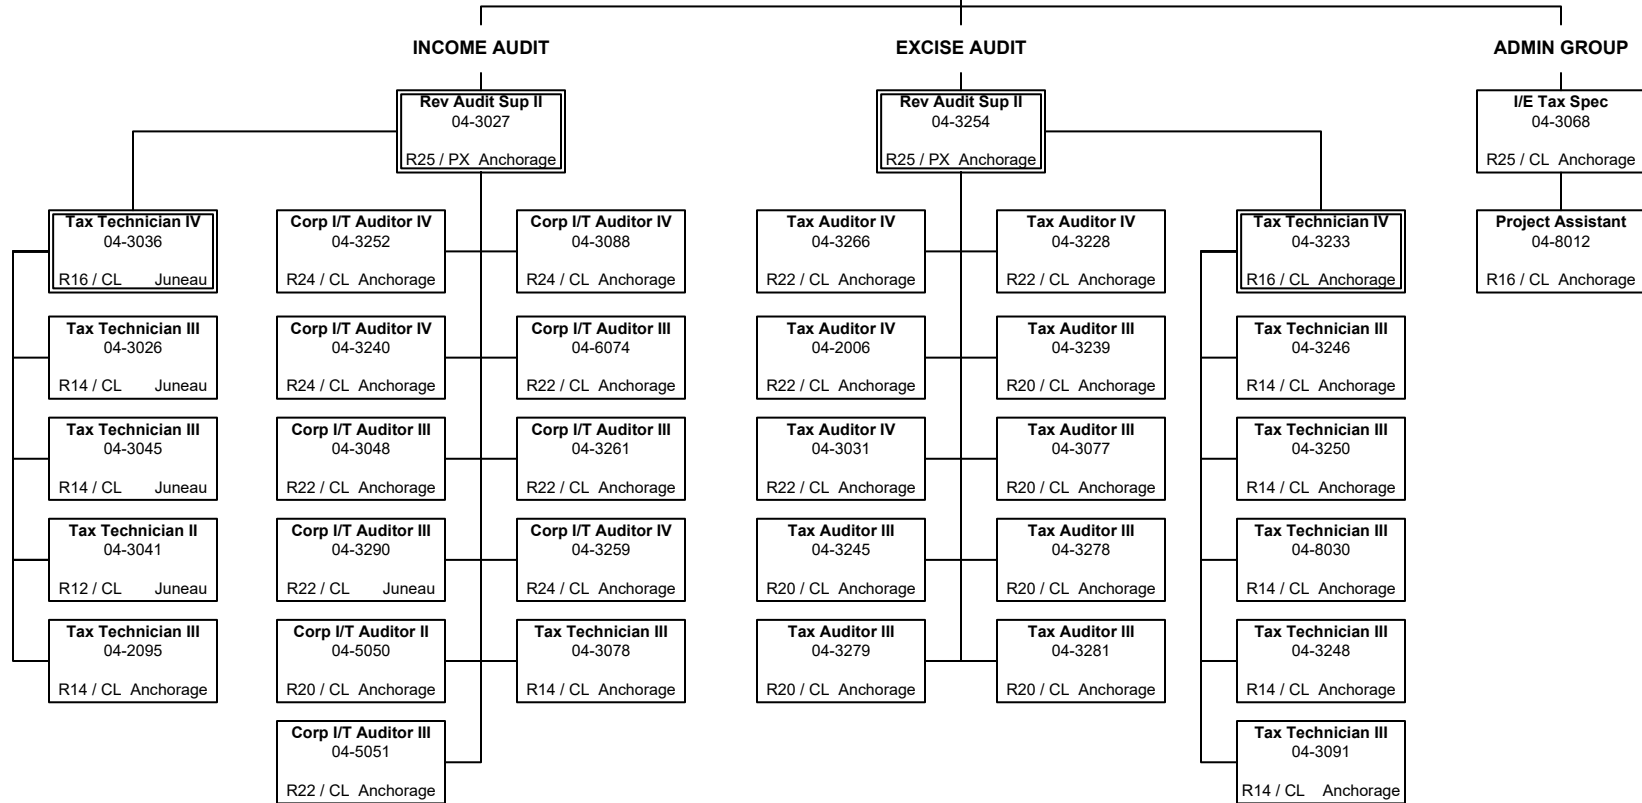 INCOME AUDIT
EXCISE AUDIT
ADMIN GROUP
Rev Audit Sup II
04-3027
R25 / PX Anchorage
Rev Audit Sup II
04-3254
R25 / PX Anchorage
I/E Tax Spec
04-3068
R25 / CL Anchorage
Tax Technician IV
04-3036
R16 / CL Juneau
Corp I/T Auditor IV
04-3252
R24 / CL Anchorage
Corp I/T Auditor IV
04-3088
R24 / CL Anchorage
Tax Auditor IV
04-3266
R22 / CL Anchorage
Tax Auditor IV
04-3228
R22 / CL Anchorage
Tax Technician IV
04-3233
R16 / CL Anchorage
Project Assistant
04-8012
R16 / CL Anchorage
Tax Technician III
04-3026
R14 / CL Juneau
Corp I/T Auditor IV
04-3240
R24 / CL Anchorage
Corp I/T Auditor III
04-6074
R22 / CL Anchorage
Tax Auditor IV
04-2006
R22 / CL Anchorage
Tax Auditor III
04-3239
R20 / CL Anchorage
Tax Technician III
04-3246
R14 / CL Anchorage
Tax Technician III
04-3045
R14 / CL Juneau
Corp I/T Auditor III
04-3048
R22 / CL Anchorage
Corp I/T Auditor III
04-3261
R22 / CL Anchorage
Tax Auditor IV
04-3031
R22 / CL Anchorage
Tax Auditor III
04-3077
R20 / CL Anchorage
Tax Technician III
04-3250
R14 / CL Anchorage
Tax Technician II
04-3041
R12 / CL Juneau
Corp I/T Auditor III
04-3290
R22 / CL Juneau
Corp I/T Auditor IV
04-3259
R24 / CL Anchorage
Tax Auditor III
04-3245
R20 / CL Anchorage
Tax Auditor III
04-3278
R20 / CL Anchorage
Tax Technician III
04-8030
R14 / CL Anchorage
Tax Technician III
04-2095
R14 / CL Anchorage
Corp I/T Auditor II
04-5050
R20 / CL Anchorage
Tax Technician III
04-3078
R14 / CL Anchorage
Tax Auditor III
04-3279
R20 / CL Anchorage
Tax Auditor III
04-3281
R20 / CL Anchorage
Tax Technician III
04-3248
R14 / CL Anchorage
Corp I/T Auditor III
04-5051
R22 / CL Anchorage
Tax Technician III
04-3091
R14 / CL Anchorage